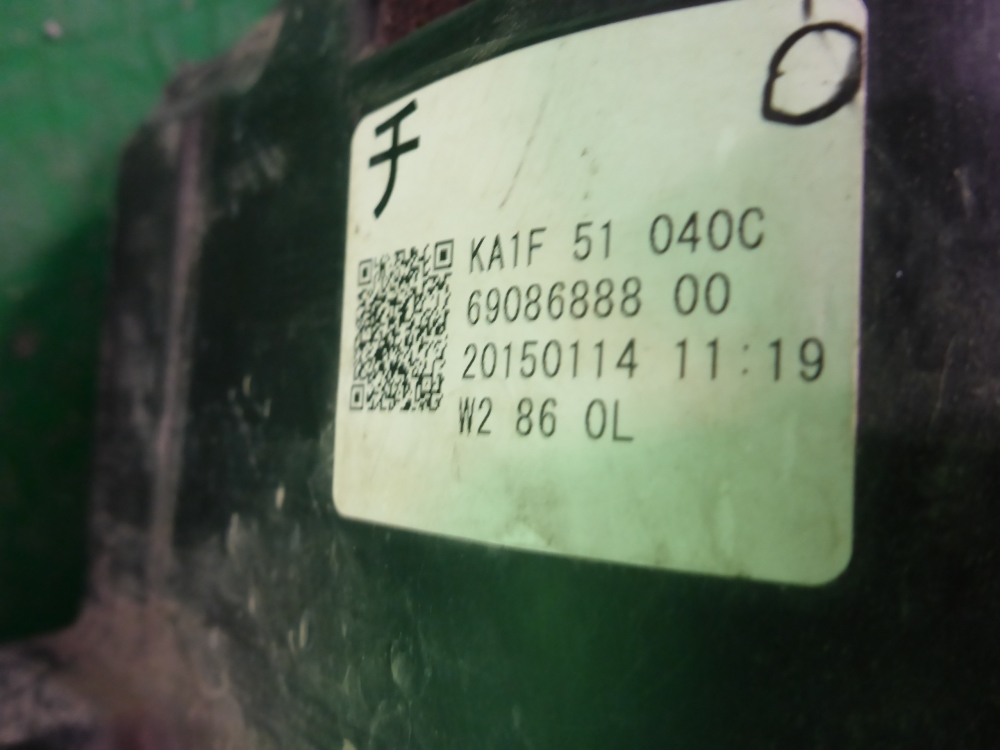 チ
KA1F 51 040C
69086888 00
20150114 11:19
W2 86 0L